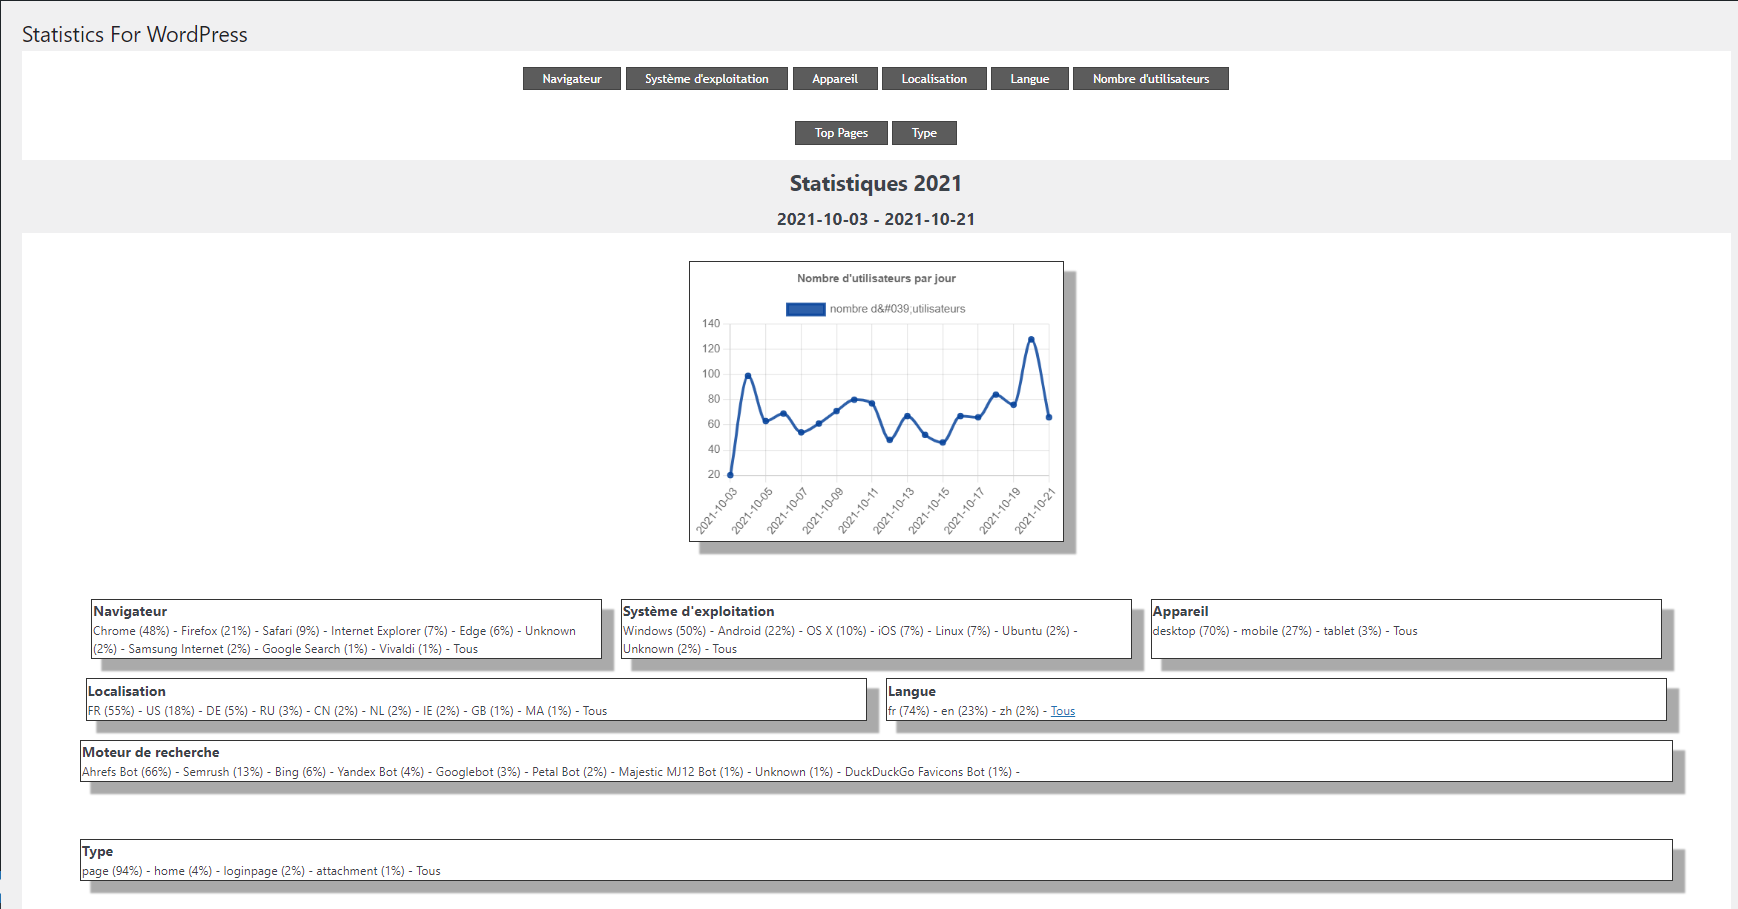 Statistics For WordPress
Navigateur Système d'exploitation Appareil Localisation Langue Nombre d'utilisateurs
Top Pages Type
Statistiques 2021
2021-10-03 - 2021-10-21
Nombre d'utilisateurs par jour
nombre d&#039;utilisateurs
140
120
100
80
60
40
20
2021-10-03 2021-10-05 2021-10-07 2021-10-09 2021-10-11 2021-10-13 2021-10-15 2021-10-17 2021-10-19 2021-10-21
Navigateur
Chrome (48%) - Firefox (21%) - Safari (9%) - Internet Explorer (7%) - Edge (6%) - Unknown
(2%) - Samsung Internet (2%) - Google Search (1%) - Vivaldi (1%) - Tous
Système d'exploitation
Windows (50%) - Android (22%) - OS X (10%) - iOS (7%) - Linux (7%) - Ubuntu (2%) -
Unknown (2%) - Tous
Appareil
desktop (70%) - mobile (27%) - tablet (3%) - Tous
Localisation
FR (55%) - US (18%) - DE (5%) - RU (3%) - CN (2%) - NL (2%) - IE (2%) - GB (1%) - MA (1%) - Tous
Langue
fr (74%) - en (23%) - zh (2%) - Tous
Moteur de recherche
Ahrefs Bot (66%) - Semrush (13%) - Bing (6%) - Yandex Bot (4%) - Googlebot (3%) - Petal Bot (2%) - Majestic MJ12 Bot (1%) - Unknown (1%) - DuckDuckGo Favicons Bot (1%) -
Type
page (94%) - home (4%) - loginpage (2%) - attachment (1%) - Tous